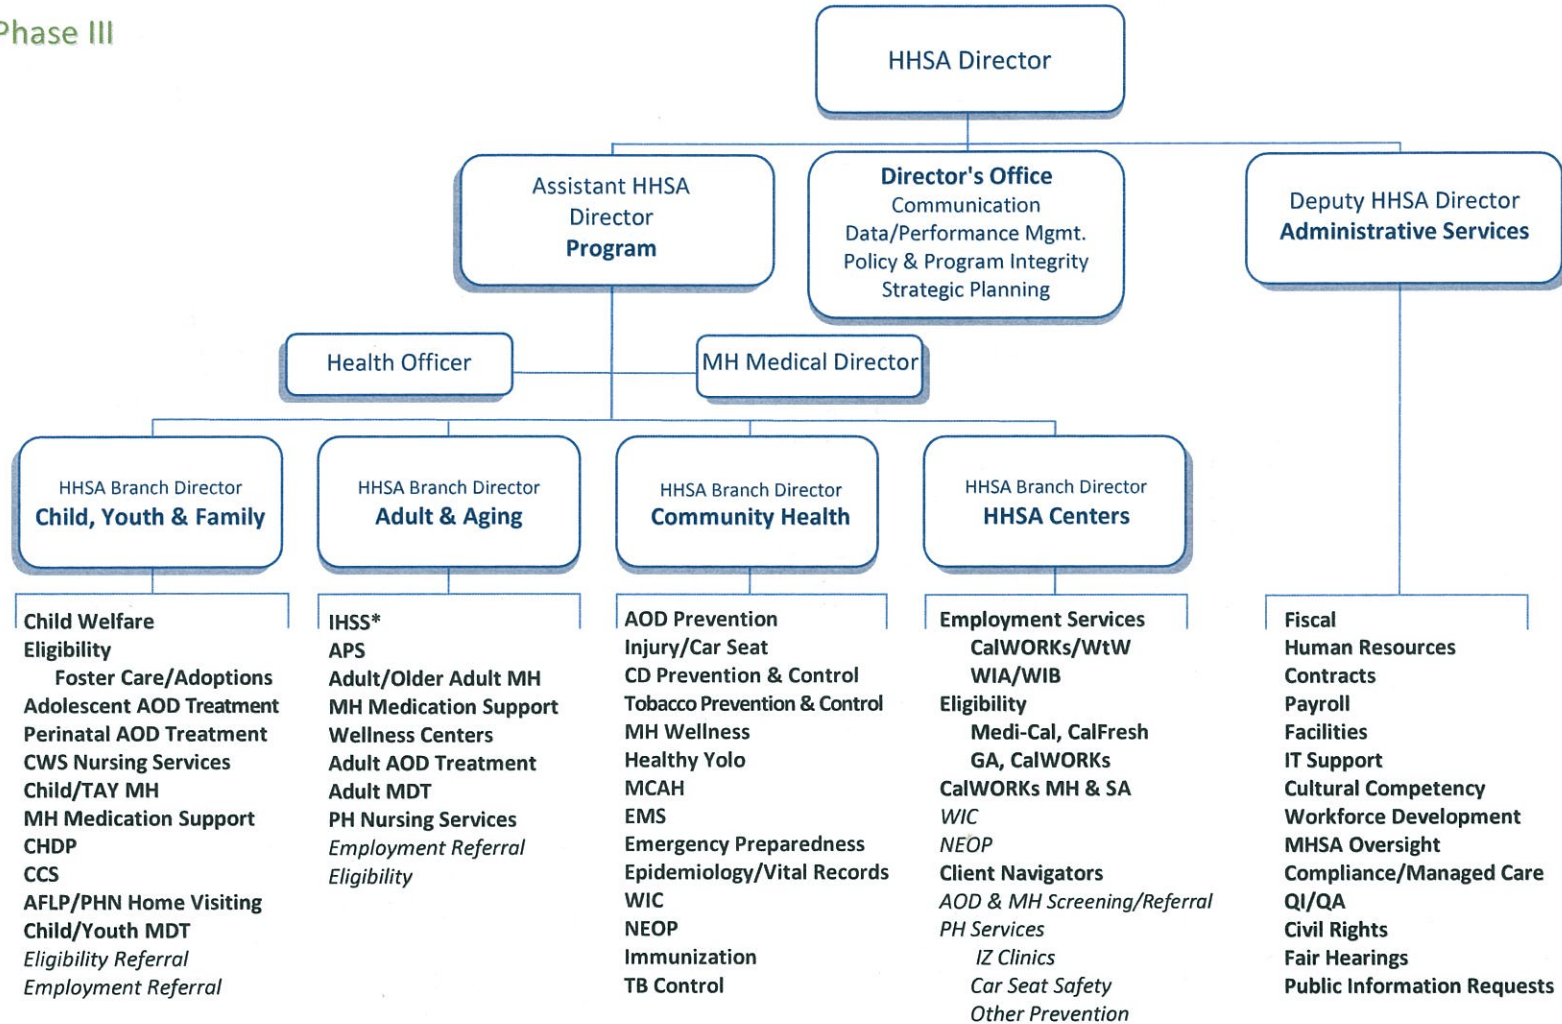 Phase III
HHSA Director
Assistant HHSA
Director
Program
Director's Office
Communication
Data/Performance Mgmt.
Policy & Program Integrity
Strategic Planning
Deputy HHSA Director
Administrative Services
Health Officer
MH Medical Director
HHSA Branch Director
Child, Youth & Family
HHSA Branch Director
Adult & Aging
HHSA Branch Director
Community Health
HHSA Branch Director
HHSA Centers
Child Welfare
Eligibility
Foster Care/Adoptions
Adolescent AOD Treatment
Perinatal AOD Treatment
CWS Nursing Services
Child/TAY MH
MH Medication Support
CHDP
CCS
AFLP/PHN Home Visiting
Child/Youth MDT
Eligibility Referral
Employment Referral
IHSS*
APS
Adult/Older Adult MH
MH Medication Support
Wellness Centers
Adult AOD Treatment
Adult MDT
PH Nursing Services
Employment Referral
Eligibility
AOD Prevention
Injury/Car Seat
CD Prevention & Control
Tobacco Prevention & Control
MH Wellness
Healthy Yolo
MCAH
EMS
Emergency Preparedness
Epidemiology/Vital Records
WIC
NEOP
Immunization
TB Control
Employment Services
CalWORKs/WtW
WIA/WIB
Eligibility
Medi-Cal, CalFresh
GA, CalWORKs
CalWORKs MH & SA
WIC
NEOP
Client Navigators
AOD & MH Screening/Referral
PH Services
IZ Clinics
Car Seat Safety
Other Prevention
Fiscal
Human Resources
Contracts
Payroll
Facilities
IT Support
Cultural Competency
Workforce Development
MHSA Oversight
Compliance/Managed Care
QI/QA
Civil Rights
Fair Hearings
Public Information Requests